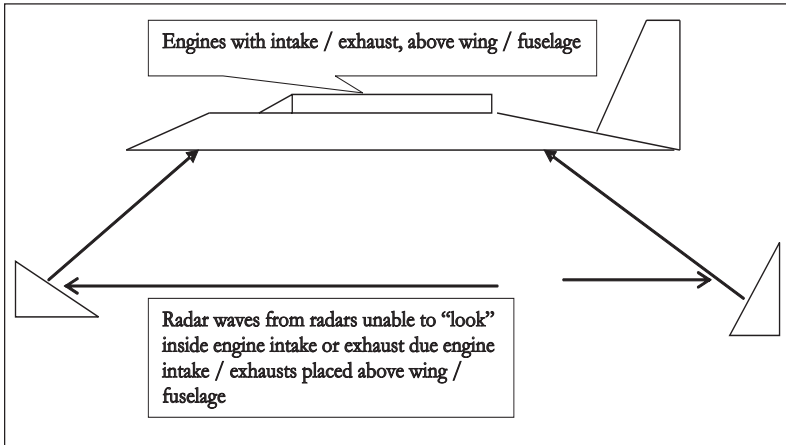 Engines with intake / exhaust, above wing / fuselage
Radar waves from radars unable to “look”
inside engine intake or exhaust due engine
intake / exhausts placed above wing /
fuselage